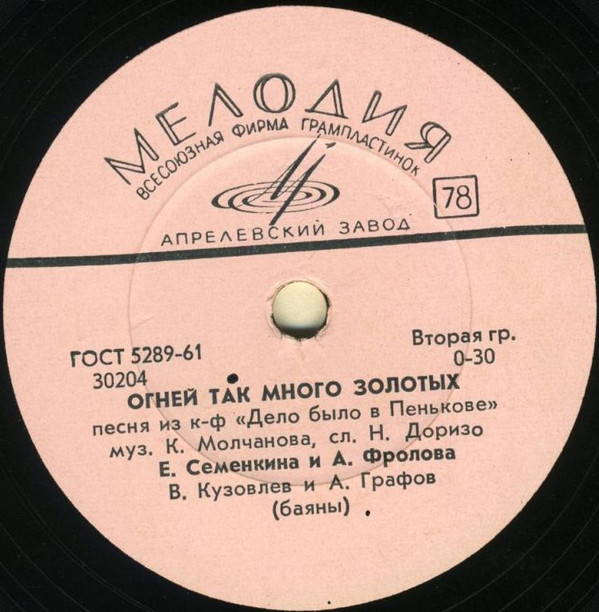 МЕЛОДИЯ
ВСЕСОЮЗНАЯ ФИРМА ГРАМПЛАСТИНОК
78
АПРЕЛЕВСКИЙ ЗАВОД
ГОСТ 5289-61
Вторая гр.
30204
0-30
ОГНЕЙ ТАК МНОГО ЗОЛОТЫХ
песня из к-ф «Дело было в Пенькове»
муз. К. Молчанова, сл. Н. Доризо
Е. Семенкина и А. Фролова
В. Кузовлев и А. Графов
(баяны)